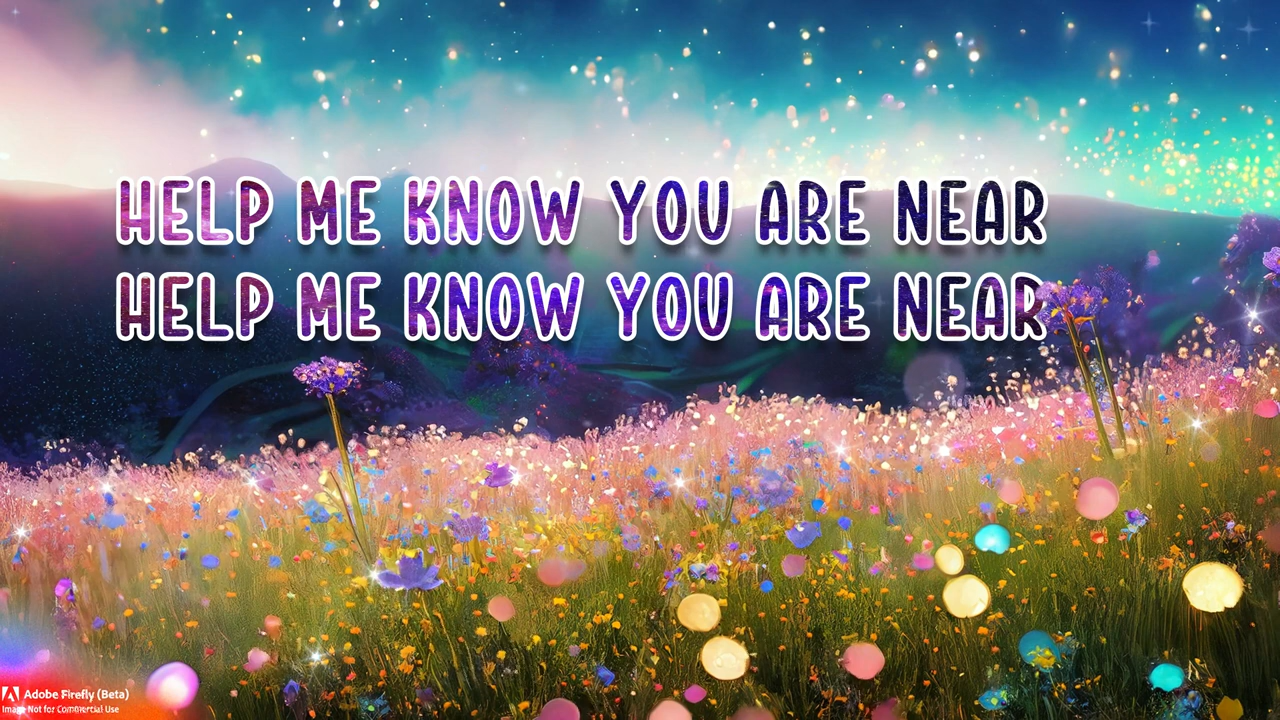 HELP ME KNOW YOU ARE NEAR
HELP ME KNOW YOU ARE NEAR
Adobe Firefly (Beta)
Image Not for Commercial Use